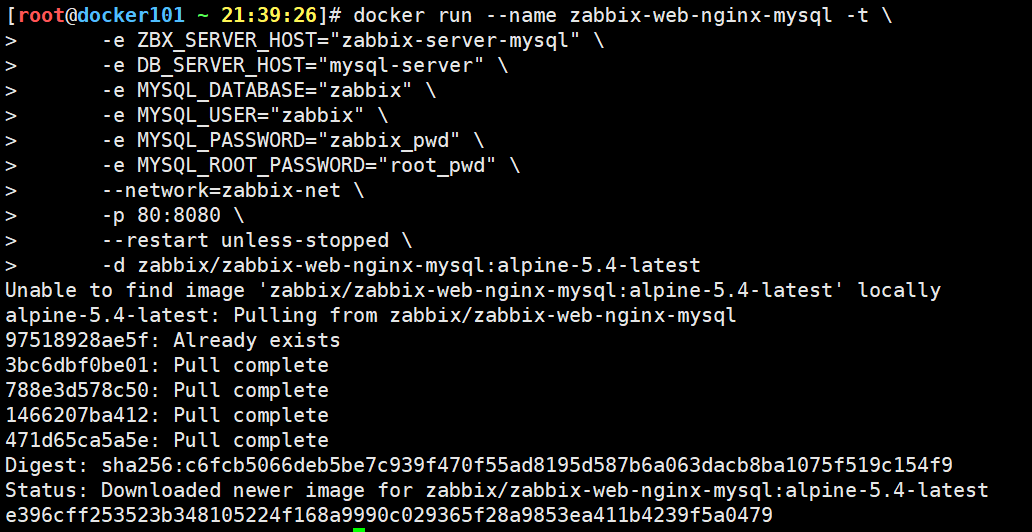 [root@docker101 ~ 21:39:26]# docker run --name zabbix-web-nginx-mysql -t \
>       -e ZBX_SERVER_HOST="zabbix-server-mysql" \
>       -e DB_SERVER_HOST="mysql-server" \
>       -e MYSQL_DATABASE="zabbix" \
>       -e MYSQL_USER="zabbix" \
>       -e MYSQL_PASSWORD="zabbix_pwd" \
>       -e MYSQL_ROOT_PASSWORD="root_pwd" \
>       --network=zabbix-net \
>       -p 80:8080 \
>       --restart unless-stopped \
>       -d zabbix/zabbix-web-nginx-mysql:alpine-5.4-latest
Unable to find image 'zabbix/zabbix-web-nginx-mysql:alpine-5.4-latest' locally
alpine-5.4-latest: Pulling from zabbix/zabbix-web-nginx-mysql
97518928ae5f: Already exists
3bc6dbf0be01: Pull complete
788e3d578c50: Pull complete
1466207ba412: Pull complete
471d65ca5a5e: Pull complete
Digest: sha256:c6fcb5066deb5be7c939f470f55ad8195d587b6a063dacb8ba1075f519c154f9
Status: Downloaded newer image for zabbix/zabbix-web-nginx-mysql:alpine-5.4-latest
e396cff253523b348105224f168a9990c029365f28a9853ea411b4239f5a0479